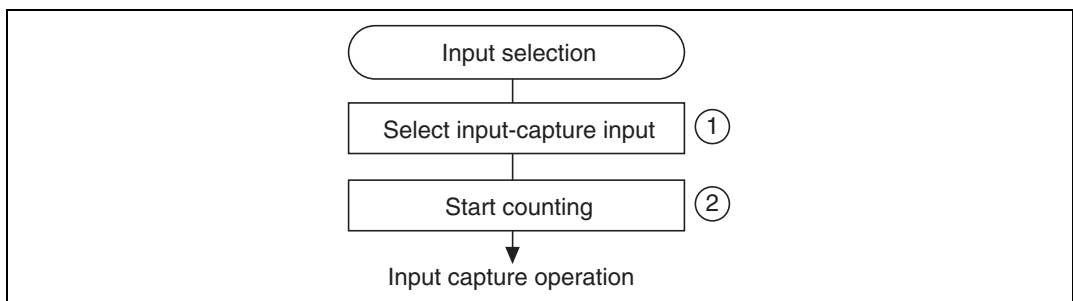 Input selection
Select input-capture input 1
Start counting 2
Input capture operation